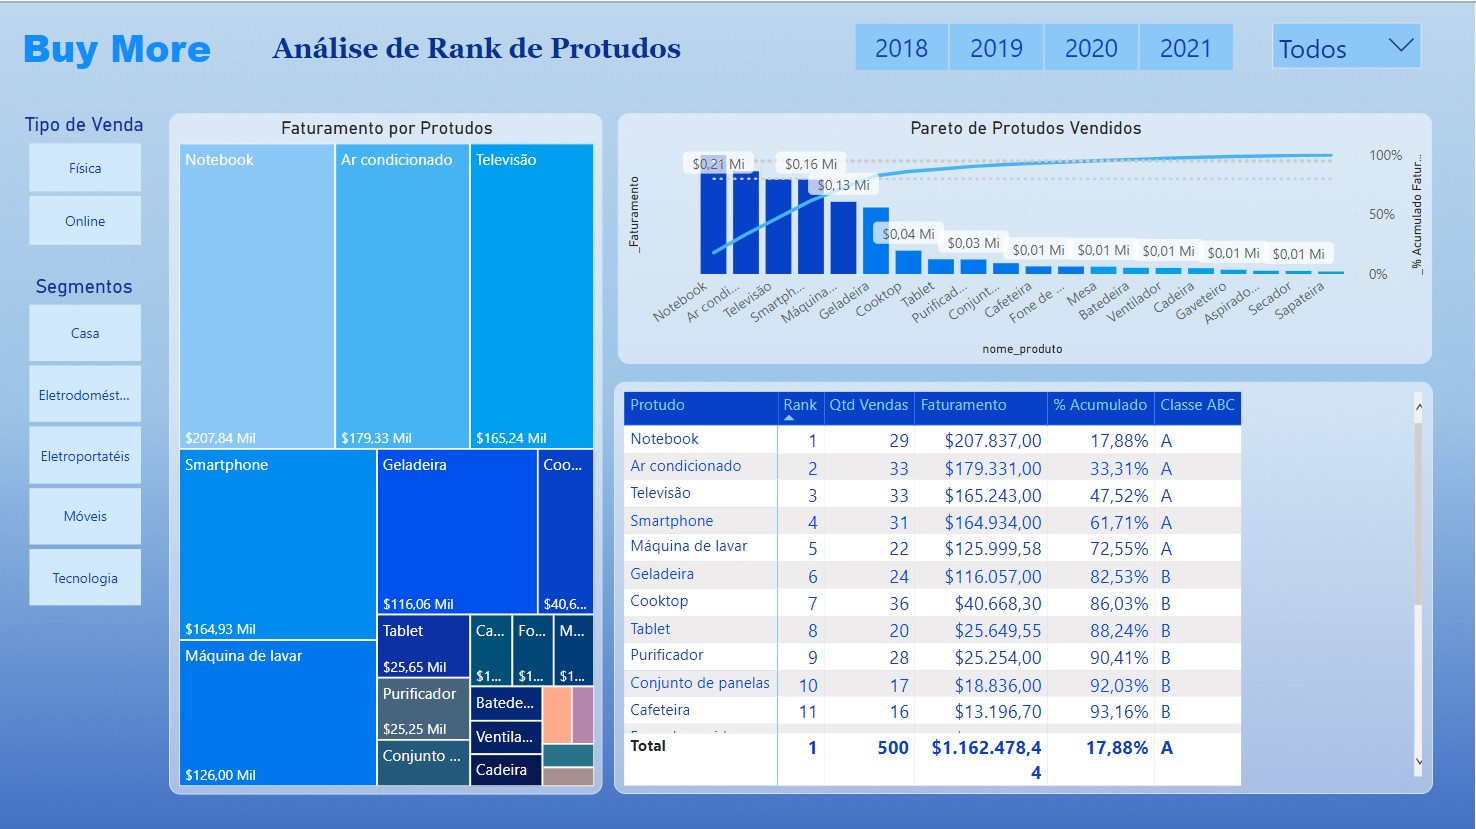 Buy More
Análise de Rank de Protudos
2018
2019
2020
2021
Todos
Tipo de Venda
Física
Online
Segmentos
Casa
Eletrodomést...
Eletroportatéis
Móveis
Tecnologia
Faturamento por Protudos
Notebook
$207,84 Mil
Ar condicionado
$179,33 Mil
Televisão
$165,24 Mil
Smartphone
$164,93 Mil
Máquina de lavar
$126,00 Mil
Geladeira
$116,06 Mil
Coo...
$40,6...
Tablet
$25,65 Mil
Purificador
$25,25 Mil
Conjunto ...
Ca...
$1...
Fo...
$1...
M...
$1...
Batede...
Ventila...
Cadeira
Pareto de Protudos Vendidos
_Faturamento
$0,21 Mi
$0,16 Mi
$0,13 Mi
$0,04 Mi
$0,03 Mi
$0,01 Mi
$0,01 Mi
$0,01 Mi
$0,01 Mi
$0,01 Mi
100%
50%
0%
_% Acumulado Fatur...
Notebook
Ar condi...
Televisão
Smartph...
Máquina...
Geladeira
Cooktop
Tablet
Purificad...
Conjunt...
Cafeteira
Fone de ...
Mesa
Batedeira
Ventilador
Cadeira
Gaveteiro
Aspirado...
Secador
Sapateira
nome_produto
Protudo Rank Qtd Vendas Faturamento % Acumulado Classe ABC
Notebook 1 29 $207.837,00 17,88% A
Ar condicionado 2 33 $179.331,00 33,31% A
Televisão 3 33 $165.243,00 47,52% A
Smartphone 4 31 $164.934,00 61,71% A
Máquina de lavar 5 22 $125.999,58 72,55% A
Geladeira 6 24 $116.057,00 82,53% B
Cooktop 7 36 $40.668,30 86,03% B
Tablet 8 20 $25.649,55 88,24% B
Purificador 9 28 $25.254,00 90,41% B
Conjunto de panelas 10 17 $18.836,00 92,03% B
Cafeteira 11 16 $13.196,70 93,16% B
Total 1 500 $1.162.478,4 17,88% A
4